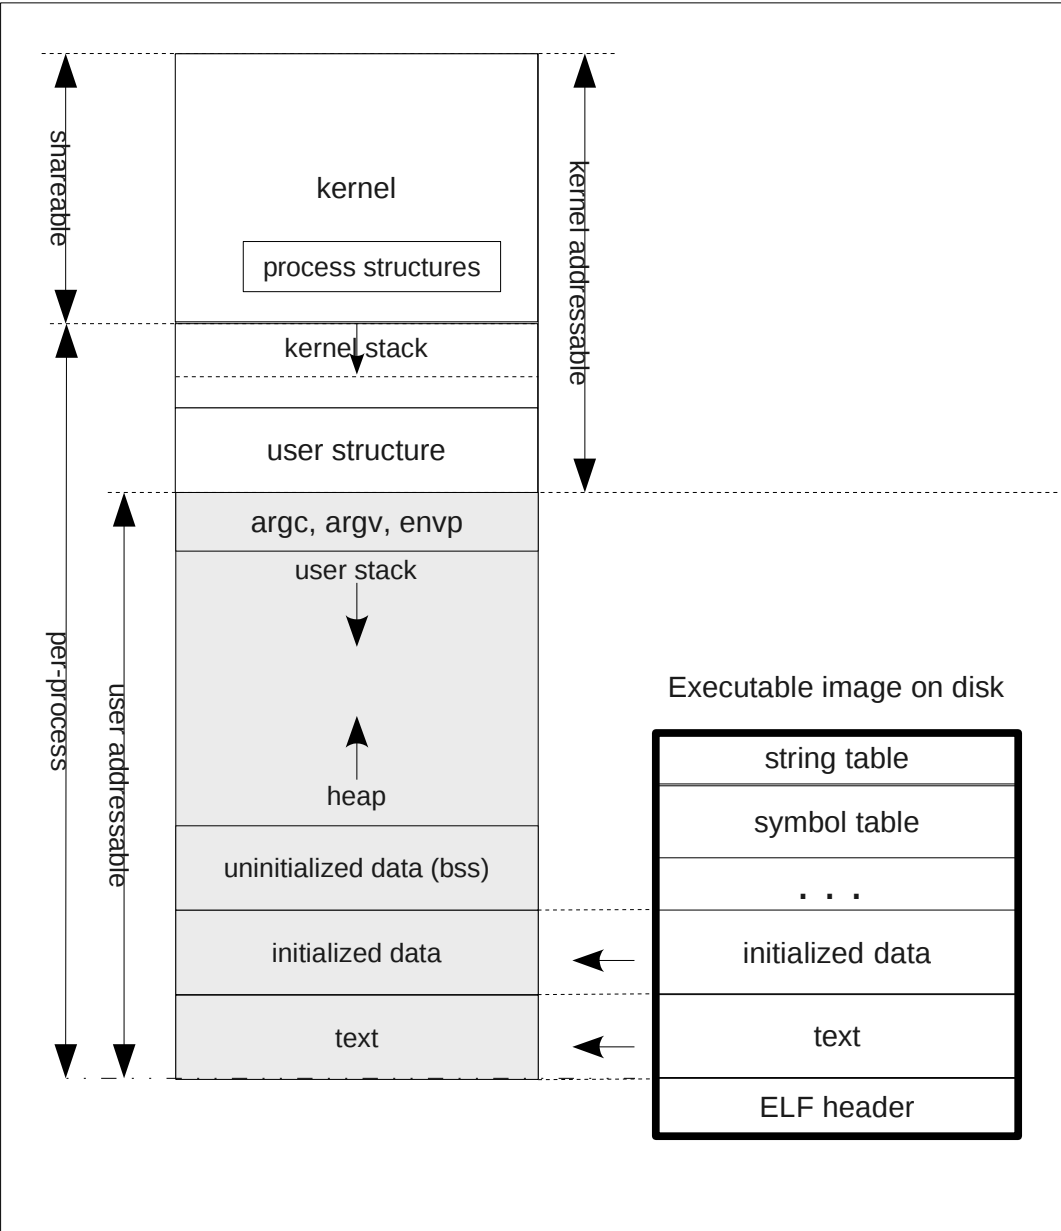 shareable
kernel
process structures
kernel addressable
kernel stack
user structure
argc, argv, envp
user stack
per-process
user addressable
heap
uninitialized data (bss)
initialized data
text
Executable image on disk
string table
symbol table
. . .
initialized data
text
ELF header